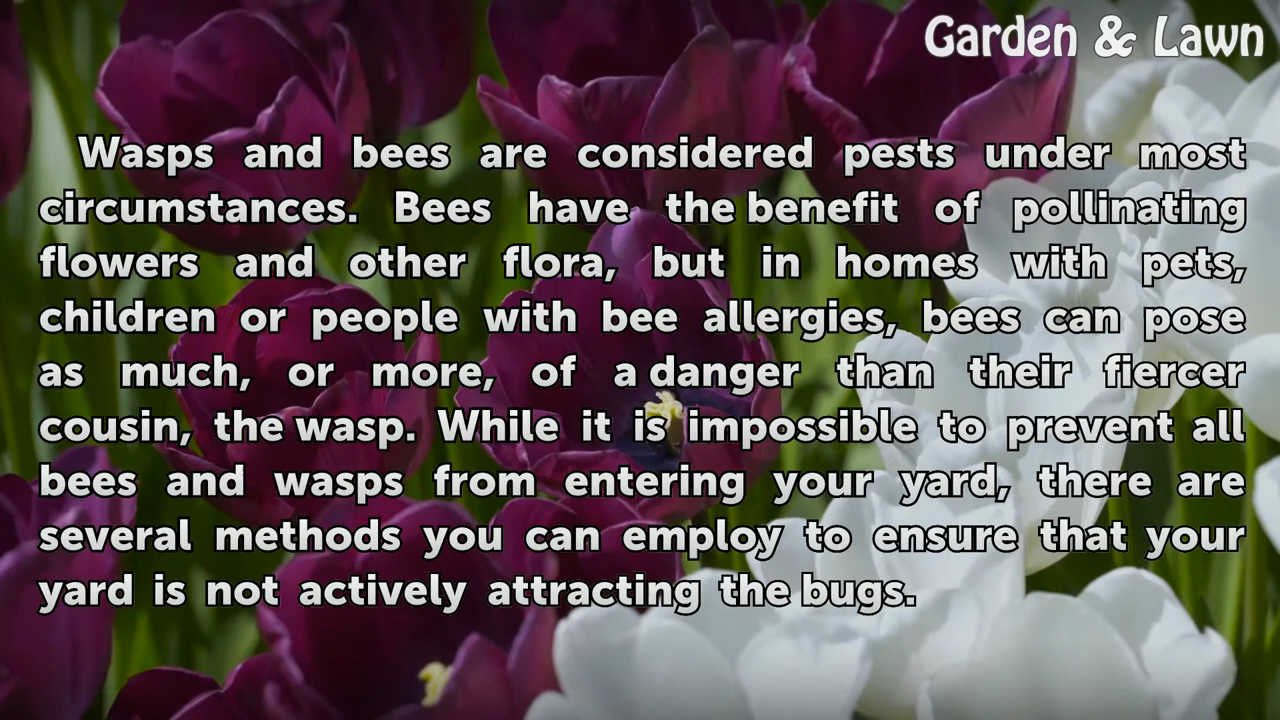 Garden & Lawn
Wasps and bees are considered pests under most
circumstances. Bees have the benefit of pollinating
flowers and other flora, but in homes with pets,
children or people with bee allergies, bees can pose
as much, or more, of a danger than their fiercer
cousin, the wasp. While it is impossible to prevent all
bees and wasps from entering your yard, there are
several methods you can employ to ensure that your
yard is not actively attracting the bugs.